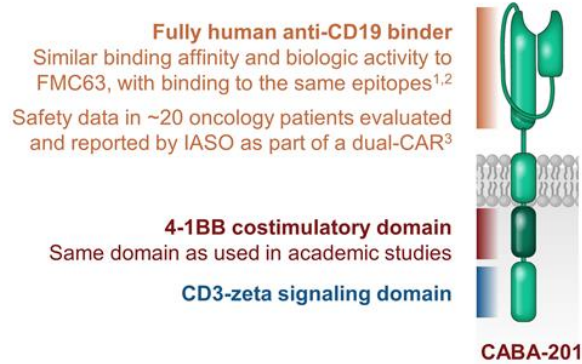 Fully human anti-CD19 binder
Similar binding affinity and biologic activity to
FMC63, with binding to the same epitopes1,2
Safety data in ~20 oncology patients evaluated
and reported by IASO as part of a dual-CAR3
4-1BB costimulatory domain
Same domain as used in academic studies
CD3-zeta signaling domain
CABA-201